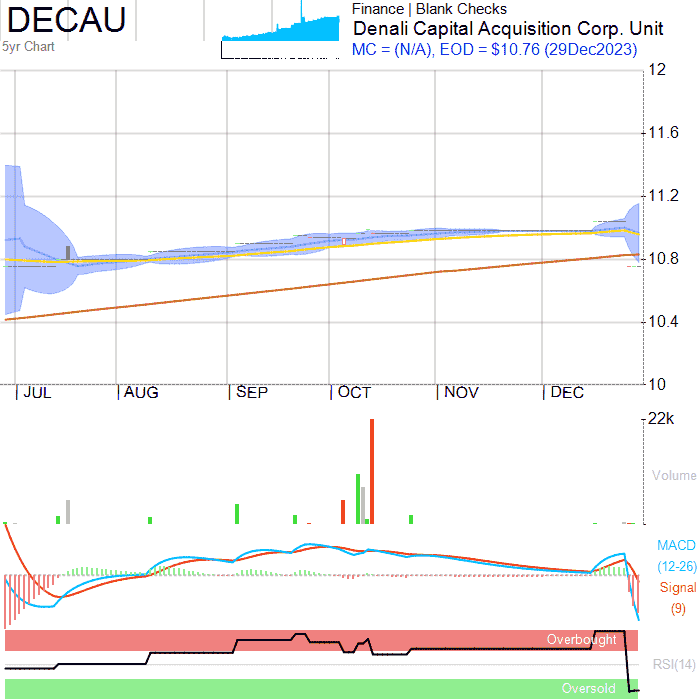 DECAU
5yr Chart
Finance | Blank Checks
Denali Capital Acquisition Corp. Unit
MC = (N/A), EOD = $10.76 (29Dec2023)
12
11.6
11.2
10.8
10.4
10
JUL AUG SEP OCT NOV DEC
22k
Volume
MACD
(12-26)
Signal
(9)
Overbought
RSI(14)
Oversold